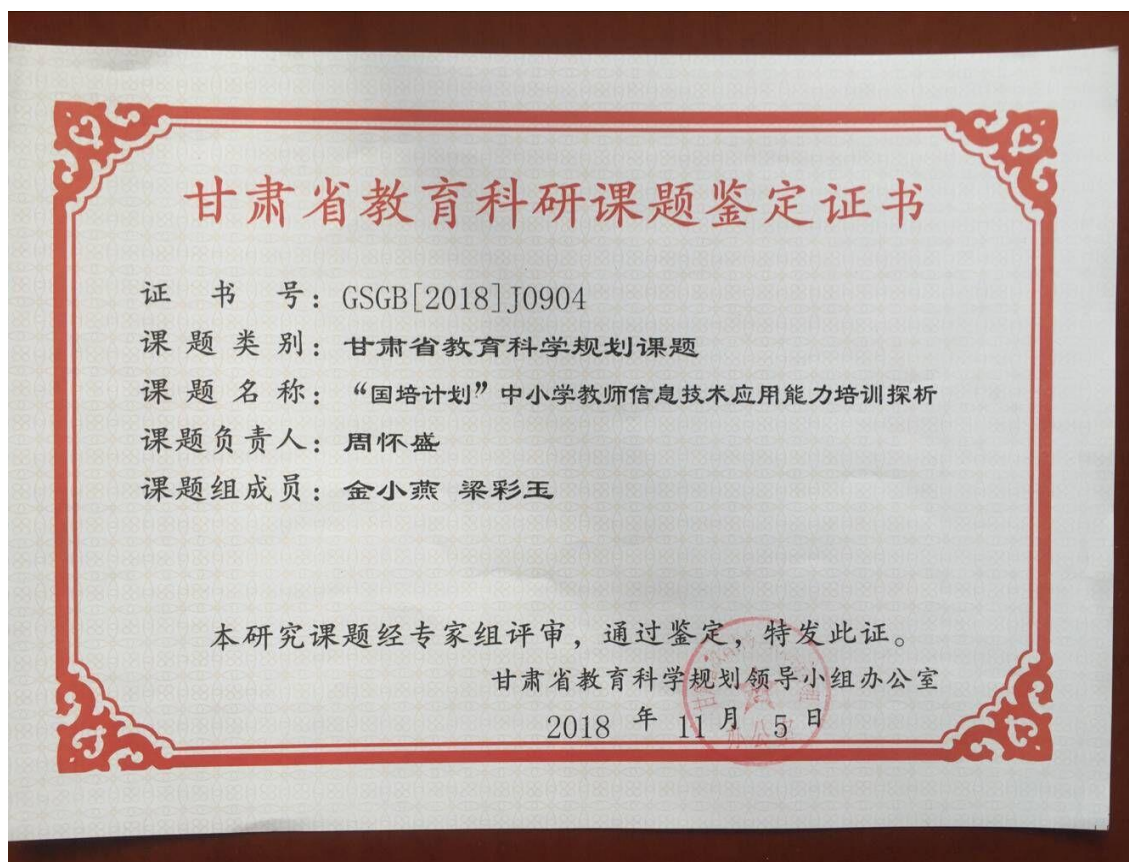 甘肃省教育科研课题鉴定证书
证书号：GSGB[2018]J0904
课题类别：甘肃省教育科学规划课题
课题名称：“国培计划”中小学教师信息技术应用能力培训探析
课题负责人：周怀盛
课题组成员：金小燕 梁彩玉
本研究课题经专家组评审，通过鉴定，特发此证。
甘肃省教育科学规划领导小组办公室
2018 年 11 月 5 日
办公室